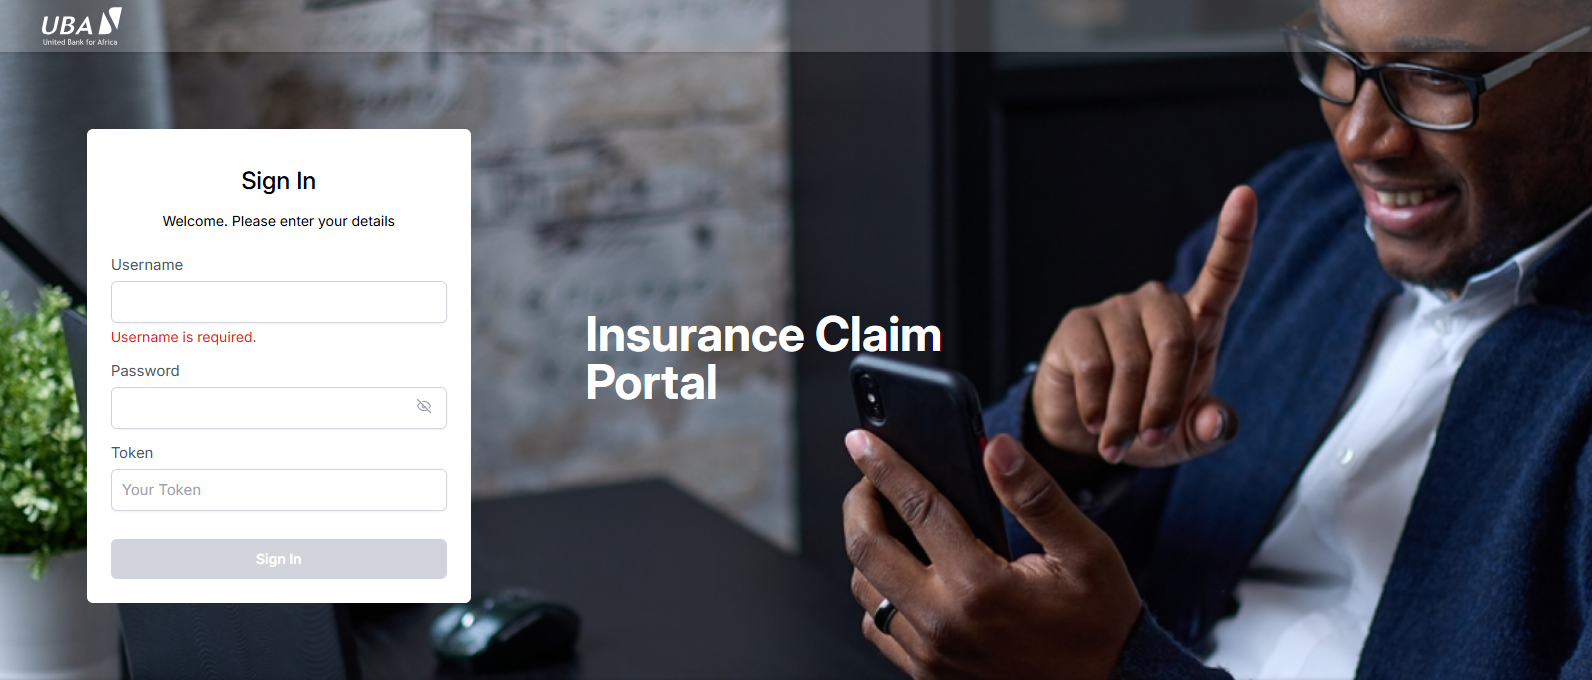 UBA
United Bank for Africa
Sign In
Welcome. Please enter your details
Username
Username is required.
Password
Token
Your Token
Sign In
Insurance Claim
Portal